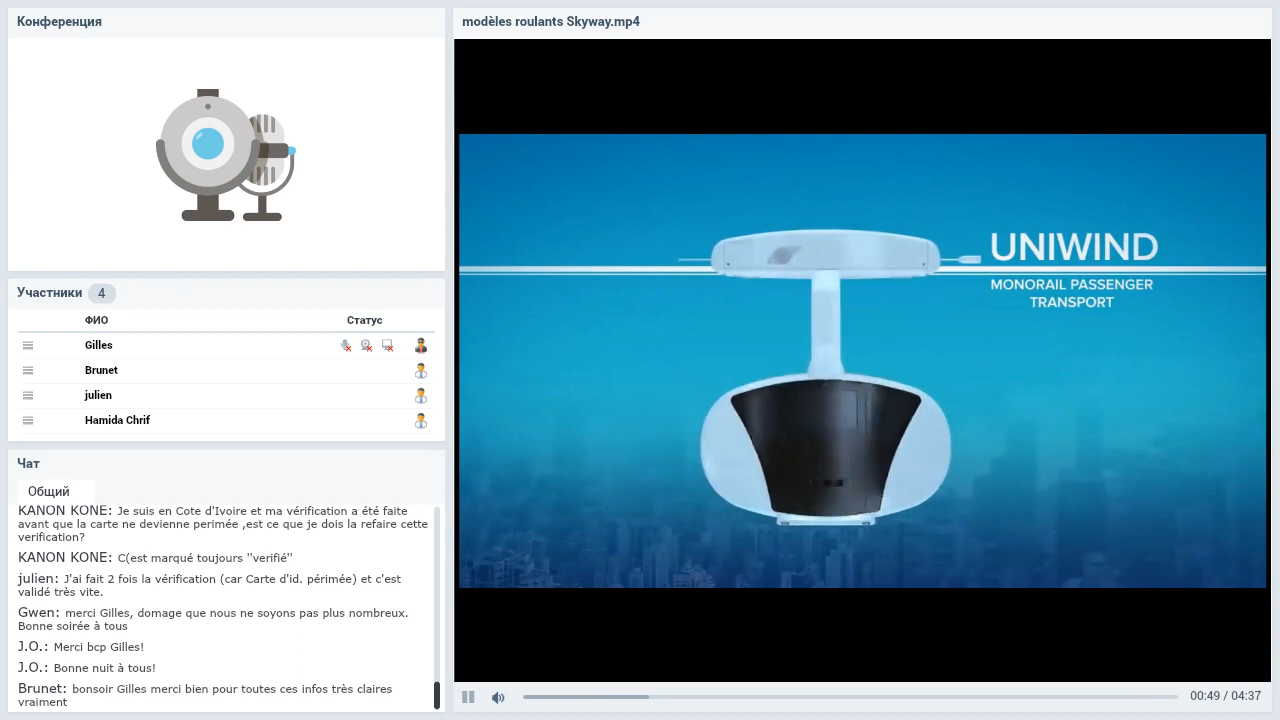 Конференция
modèles roulants Skyway.mp4
UNIWIND
MONORAIL PASSENGER
TRANSPORT
Участники 4
ФИО Статус
Gilles
Brunet
julien
Hamida Chrif
Чат
Общий
KANON KONE: Je suis en Cote d'Ivoire et ma vérification a été faite
avant que la carte ne devienne perimée ,est ce que je dois la refaire cette
verification?
KANON KONE: C(est marqué toujours "verifié"
julien: J'ai fait 2 fois la vérification (car Carte d'id. périmée) et c'est
validé très vite.
Gwen: merci Gilles, domage que nous ne soyons pas plus nombreux.
Bonne soirée à tous
J.O.: Merci bcp Gilles!
J.O.: Bonne nuit à tous!
Brunet: bonsoir Gilles merci bien pour toutes ces infos très claires
vraiment
00:49 / 04:37